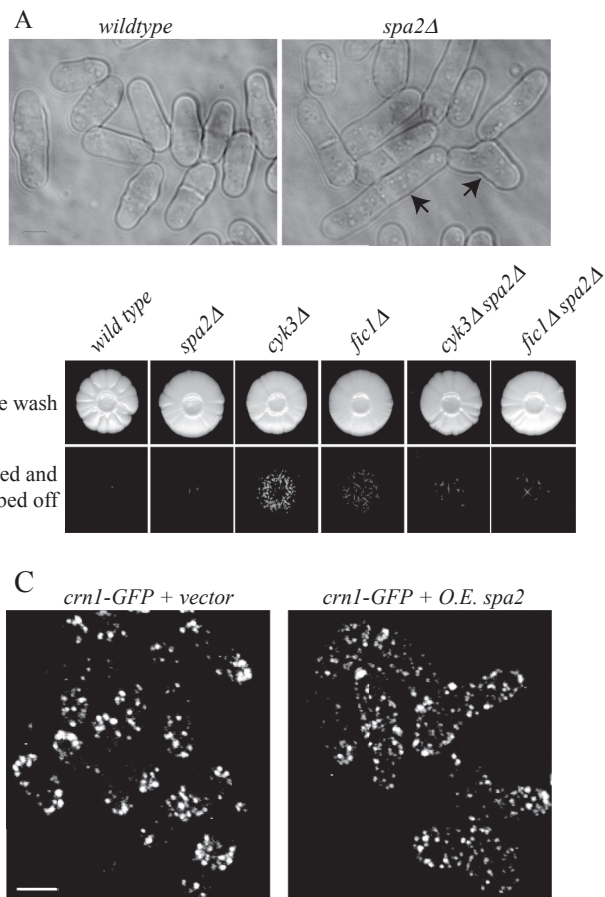 A
wildtype
spa2Δ
wild type
spa2Δ
cyk3Δ
fic1Δ
cyk3Δ spa2Δ
fic1Δ spa2Δ
e wash
ed and
bed off
C
crn1-GFP + vector
crn1-GFP + O.E. spa2